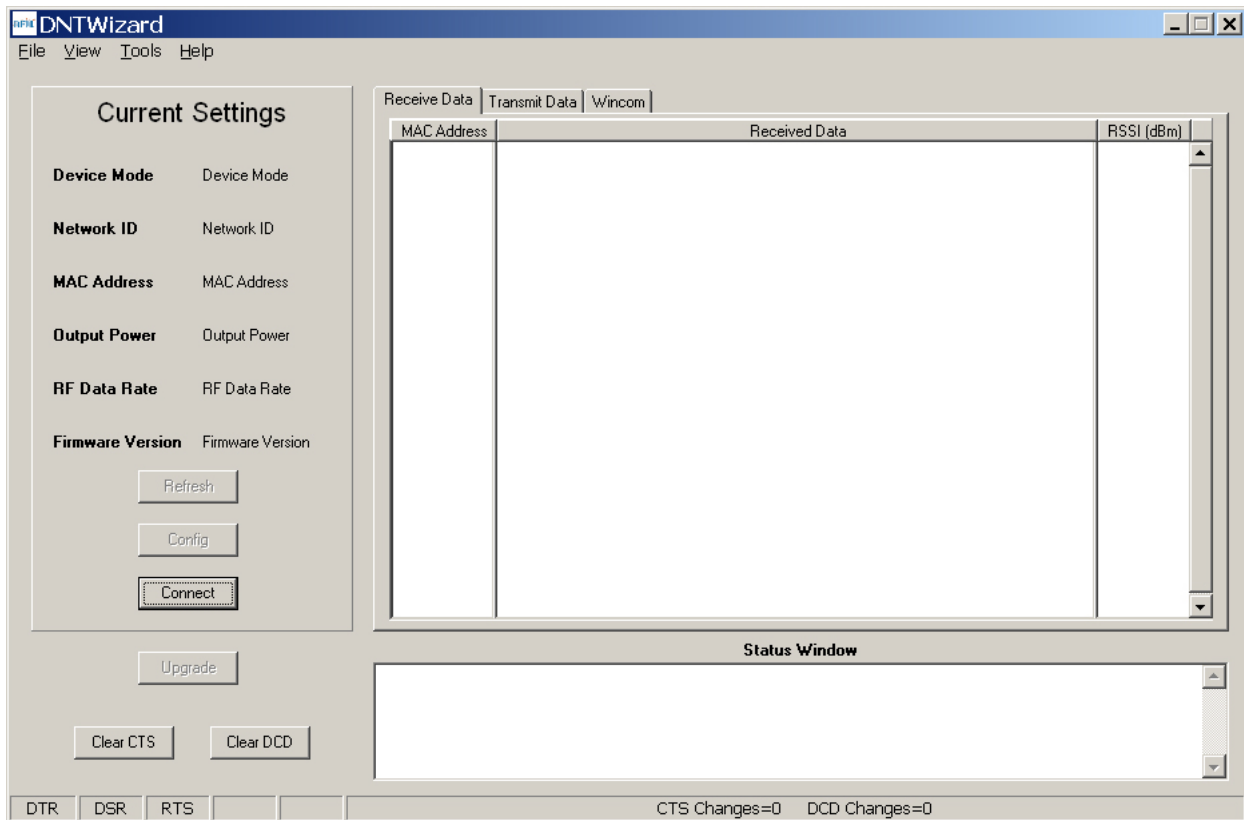 RFM DNTWizard
File View Tools Help
Current Settings
Device Mode Device Mode
Network ID Network ID
MAC Address MAC Address
Output Power Output Power
RF Data Rate RF Data Rate
Firmware Version Firmware Version
Refresh
Config
Connect
Upgrade
Clear CTS Clear DCD
Receive Data Transmit Data Wincom
MAC Address Received Data RSSI (dBm)
Status Window
DTR DSR RTS CTS Changes=0 DCD Changes=0